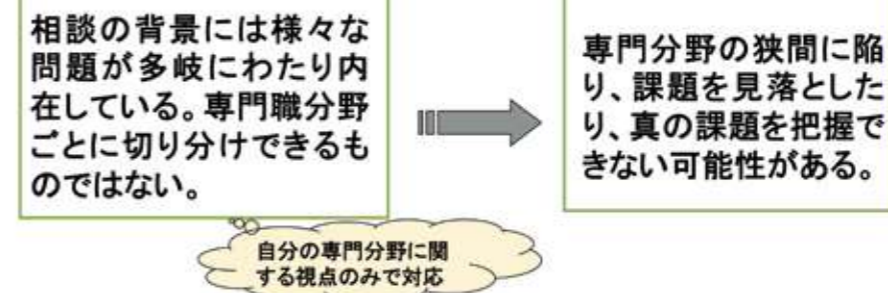 相談の背景には様々な
問題が多岐にわたり内
在している。専門職分野
ごとに切り分けできるも
のではない。
専門分野の狭間に陥
り、課題を見落とした
り、真の課題を把握で
きない可能性がある。
自分の専門分野に関
する視点のみで対応